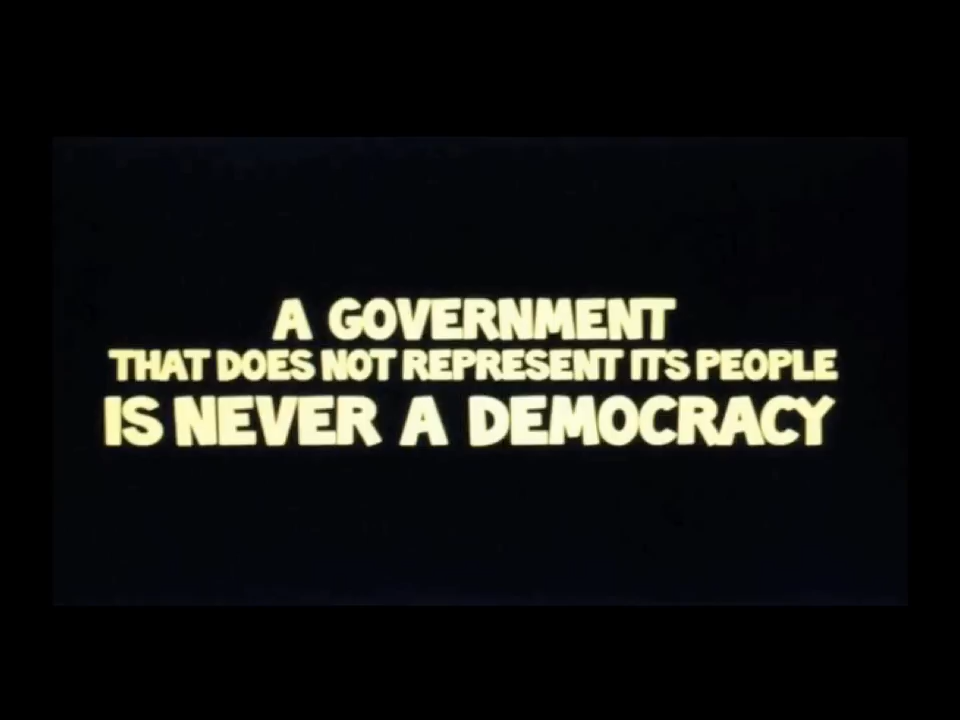 A GOVERNMENT
THAT DOES NOT REPRESENT ITS PEOPLE
IS NEVER A DEMOCRACY